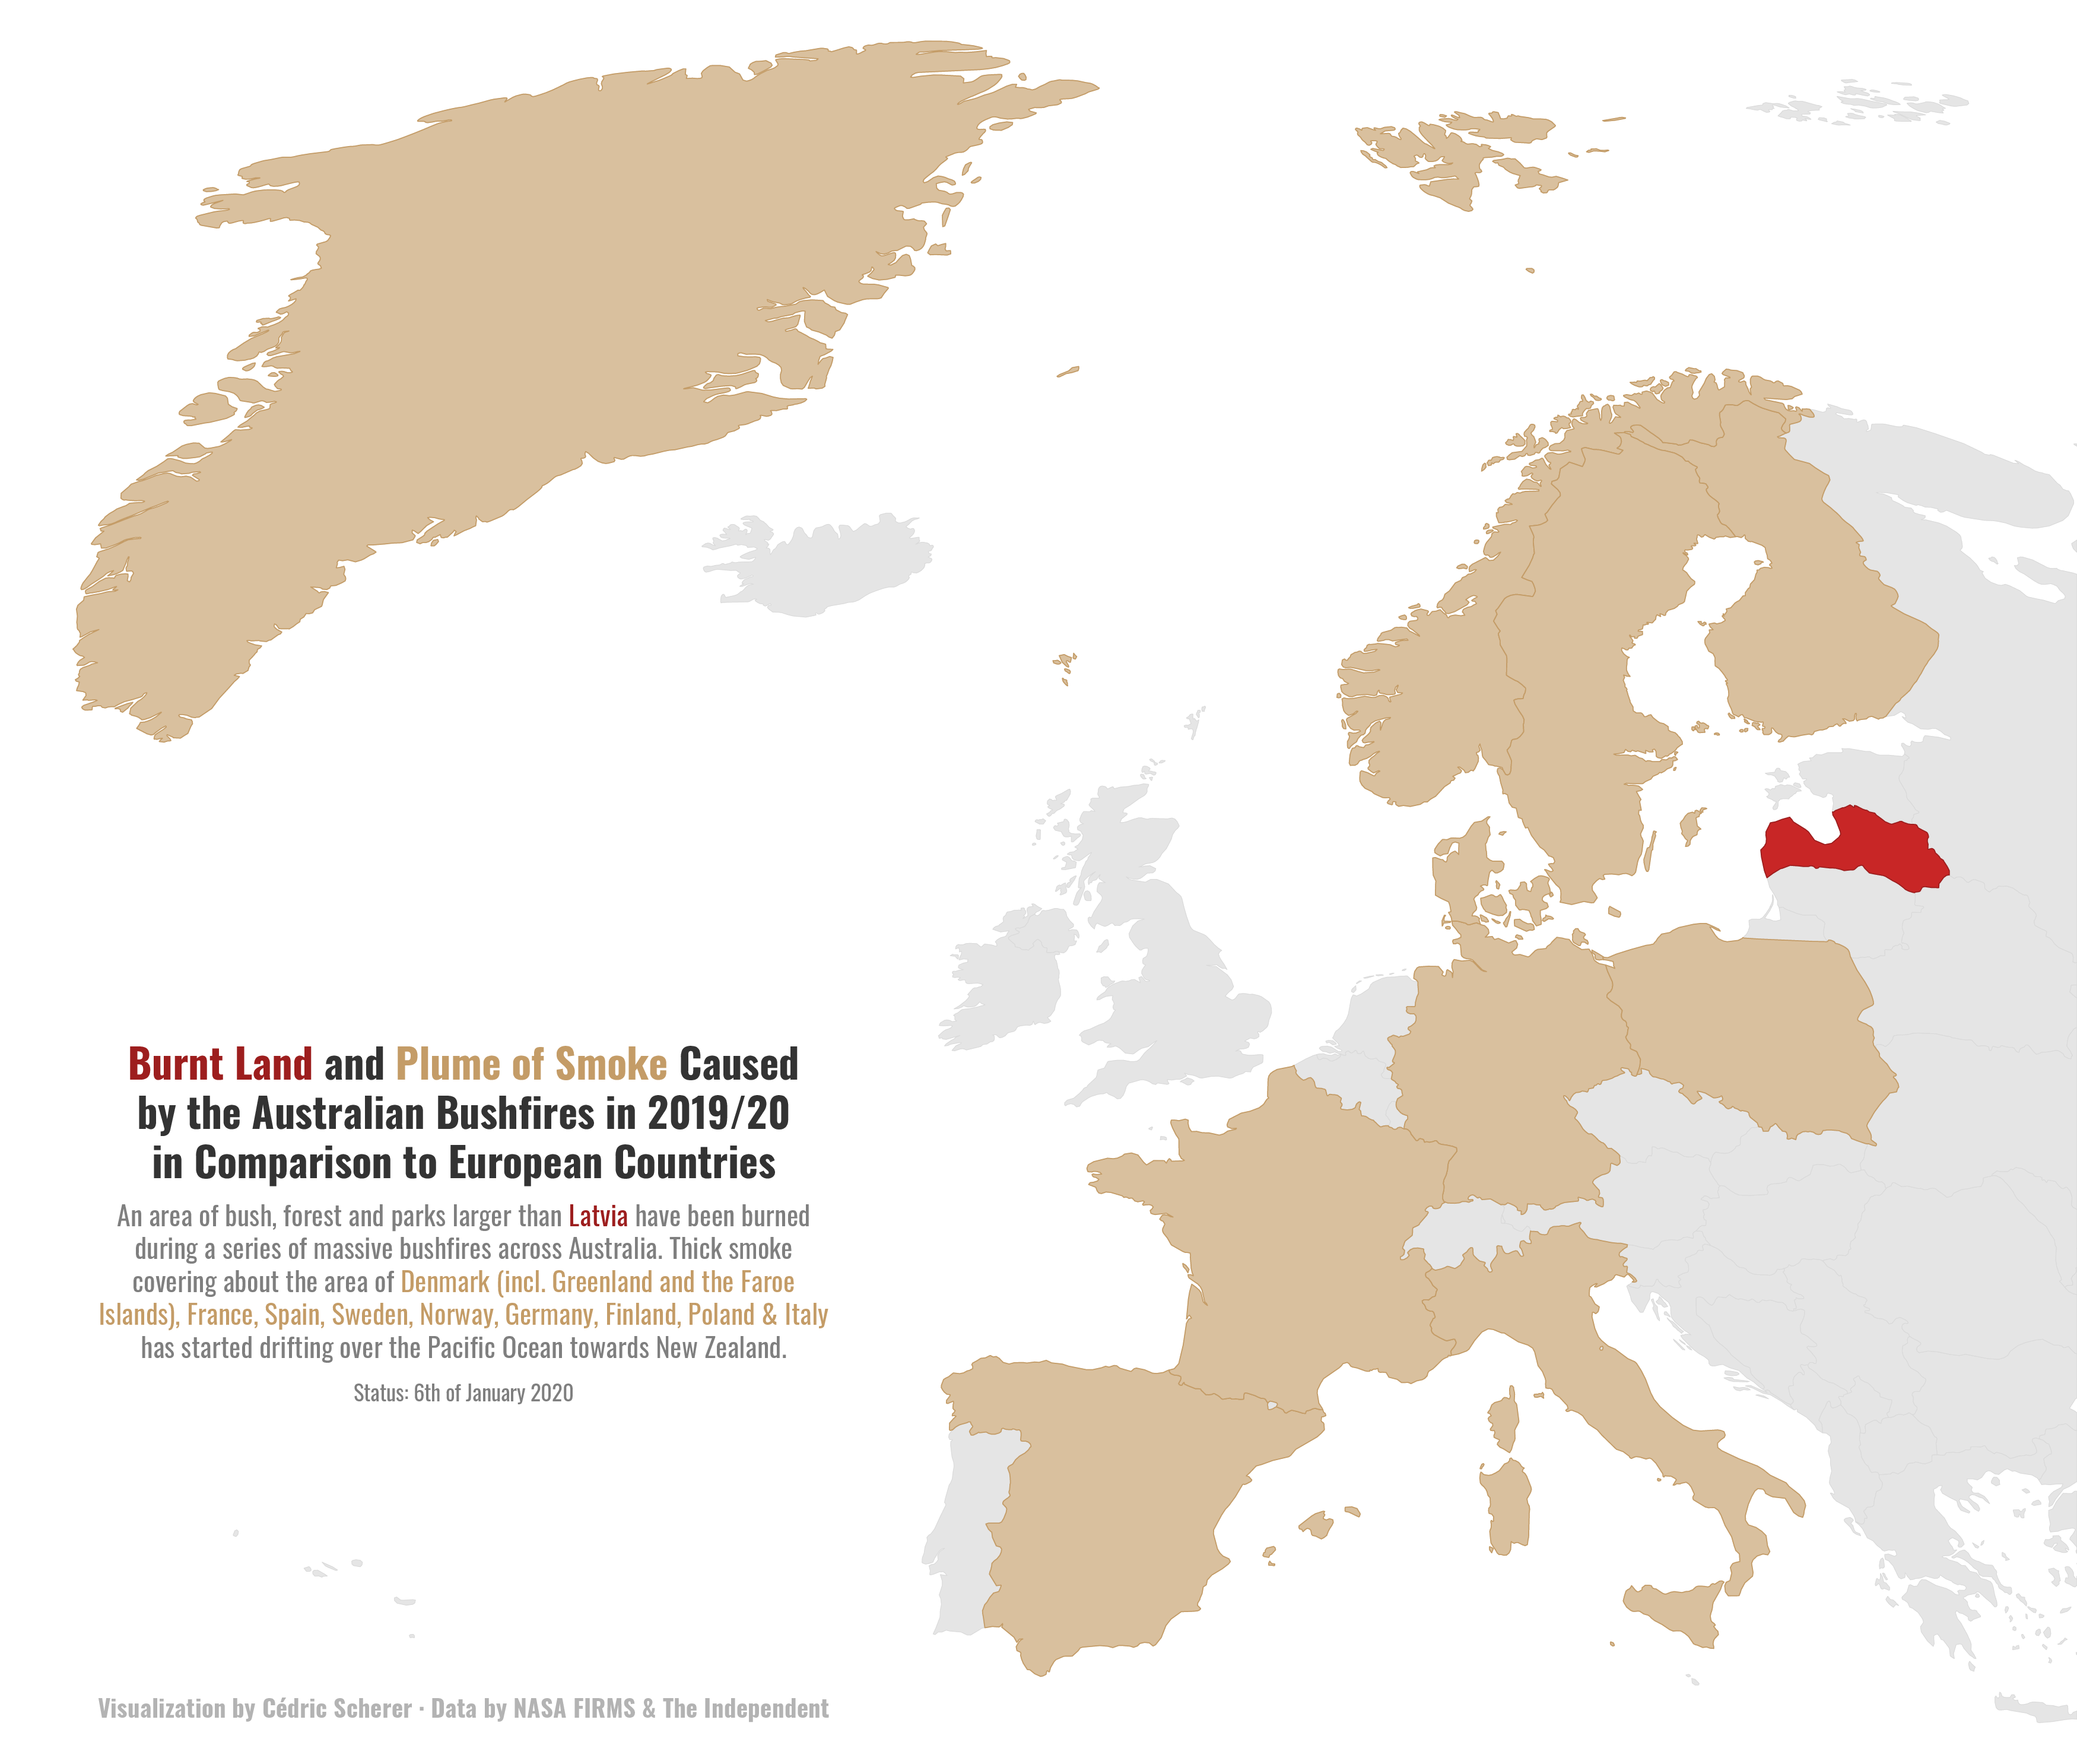 Burnt Land and Plume of Smoke Caused
by the Australian Bushfires in 2019/20
in Comparison to European Countries
An area of bush, forest and parks larger than Latvia have been burned
during a series of massive bushfires across Australia. Thick smoke
covering about the area of Denmark (incl. Greenland and the Faroe
Islands), France, Spain, Sweden, Norway, Germany, Finland, Poland & Italy
has started drifting over the Pacific Ocean towards New Zealand.
Status: 6th of January 2020
Visualization by Cédric Scherer · Data by NASA FIRMS & The Independent